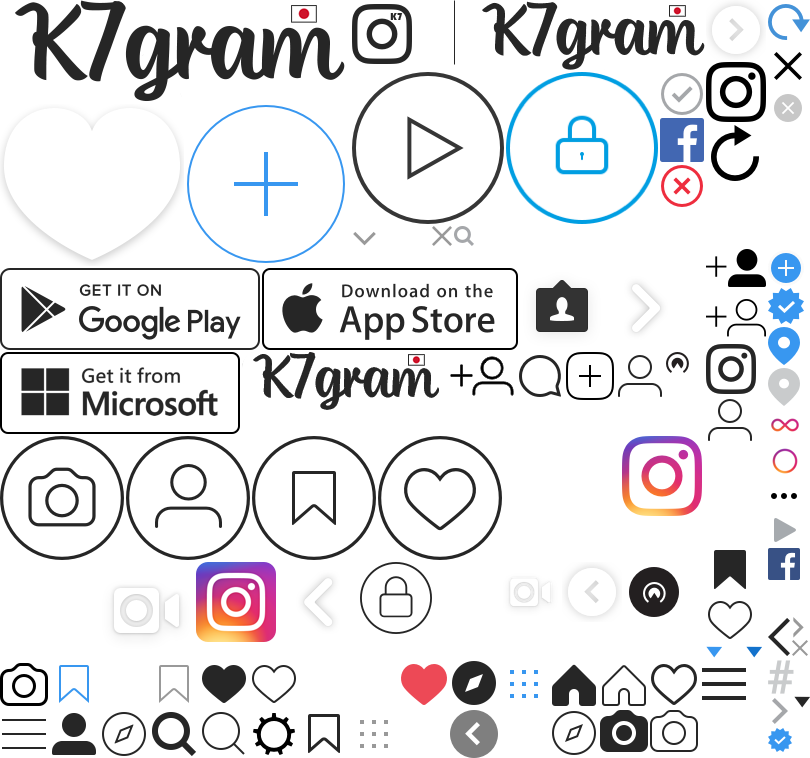 K7gram
K7
K7gram
GET IT ON
Google Play
Download on the
App Store
Get it from
Microsoft
K7gram
#